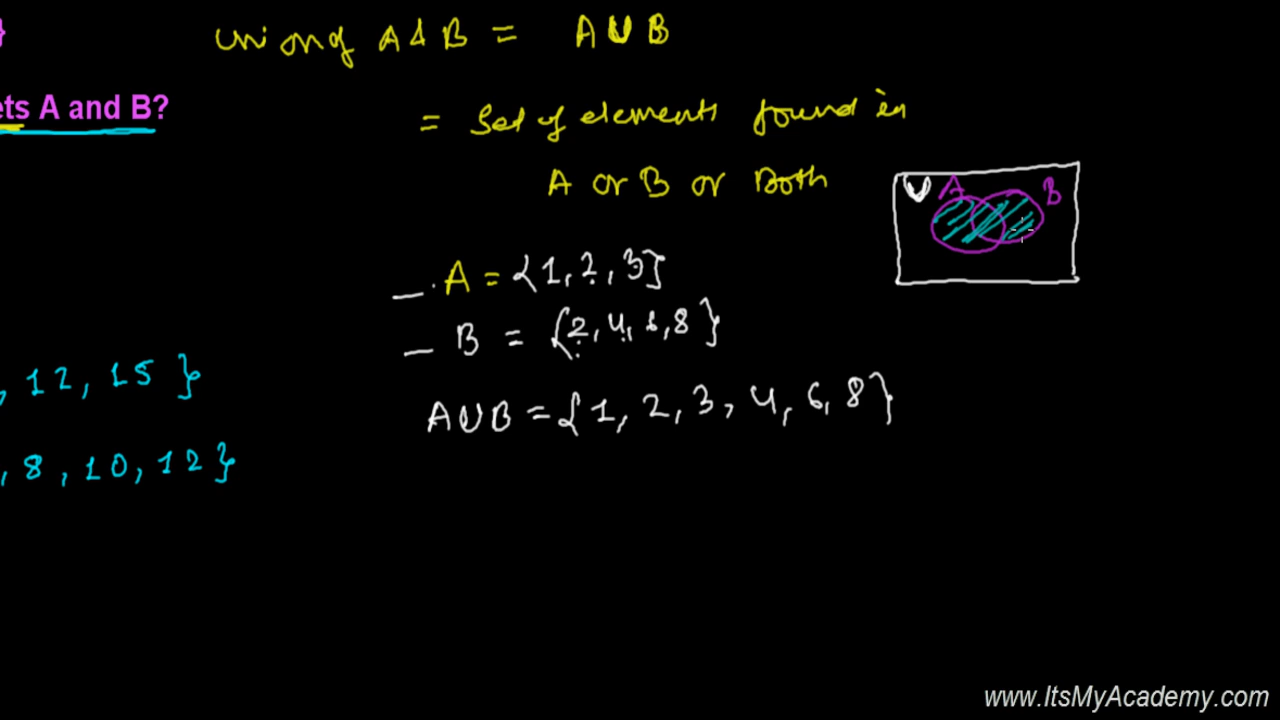 }
union of A & B = A U B
ets A and B?
= Set of elements found in
A or B or Both
U A B
A = {1, 2, 3}
B = {2, 4, 6, 8}
, 12, 15 }
A U B = {1, 2, 3, 4, 6, 8}
, 8, 10, 12 }
www.ItsMyAcademy.com